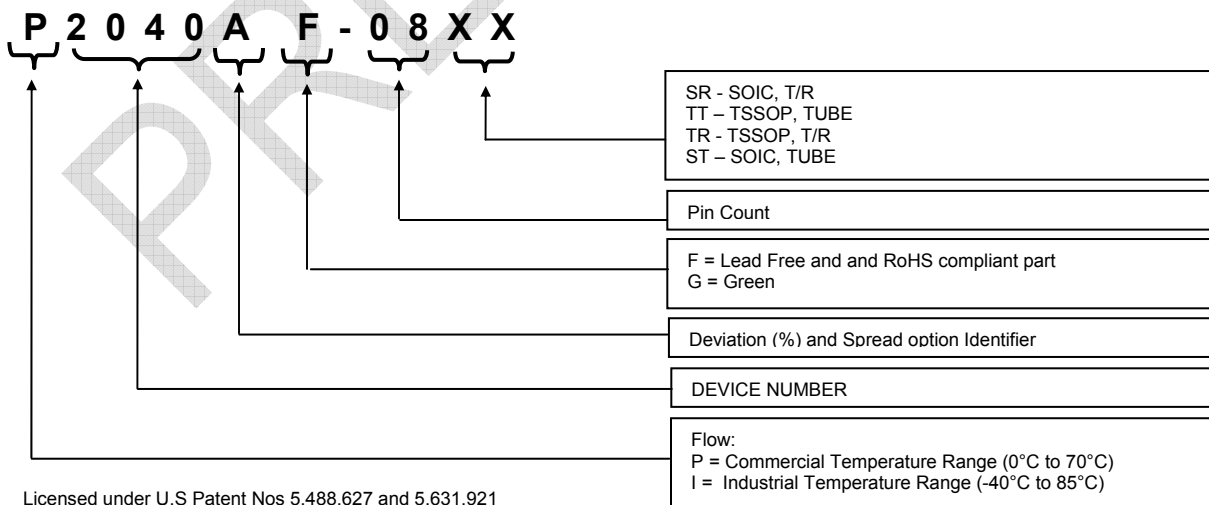 P 2 0 4 0 A F - 0 8 X X
SR - SOIC, T/R
TT – TSSOP, TUBE
TR - TSSOP, T/R
ST – SOIC, TUBE
Pin Count
F = Lead Free and and RoHS compliant part
G = Green
Deviation (%) and Spread option Identifier
DEVICE NUMBER
Flow:
P = Commercial Temperature Range (0°C to 70°C)
I = Industrial Temperature Range (-40°C to 85°C)
Licensed under U.S Patent Nos 5,488,627 and 5,631,921